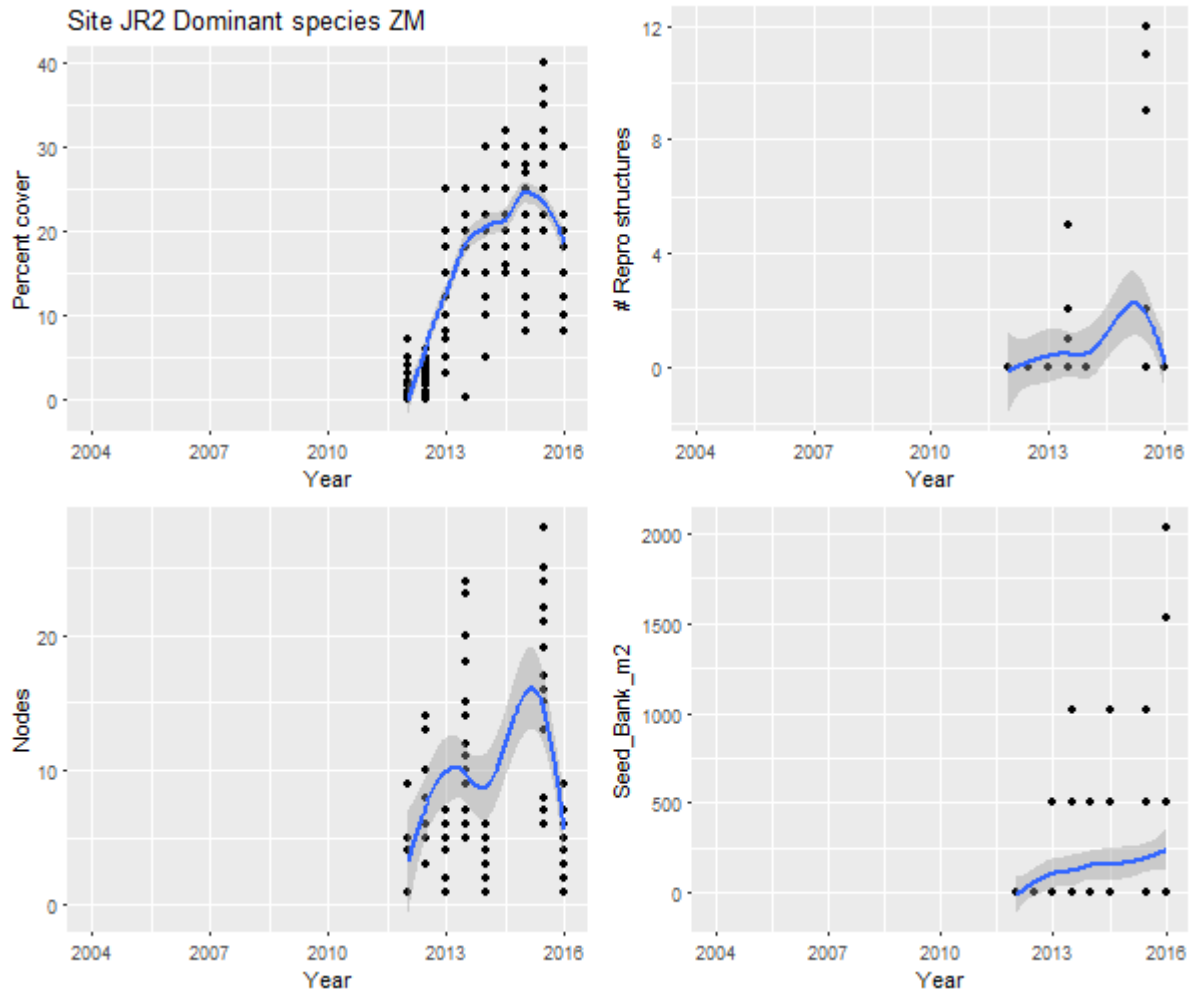 Site JR2 Dominant species ZM
Percent cover
40
30
20
10
0
2004 2007 2010 2013 2016
Year
# Repro structures
12
8
4
0
2004 2007 2010 2013 2016
Year
Nodes
20
10
0
2004 2007 2010 2013 2016
Year
Seed_Bank_m2
2000
1500
1000
500
0
2004 2007 2010 2013 2016
Year